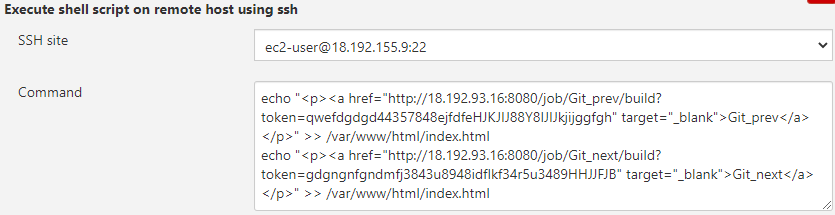 Execute shell script on remote host using ssh
SSH site
ec2-user@18.192.155.9:22
Command
echo "<p><a href="http://18.192.93.16:8080/job/Git_prev/build?
token=qwefdgdgd44357848ejfdfeHJKJIJ88Y8IJIJkjijggfgh" target="_blank">Git_prev</a>
</p>" >> /var/www/html/index.html
echo "<p><a href="http://18.192.93.16:8080/job/Git_next/build?
token=gdgngnfgndmfj3843u8948idflkf34r5u3489HHJJFJB" target="_blank">Git_next</a>
</p>" >> /var/www/html/index.html